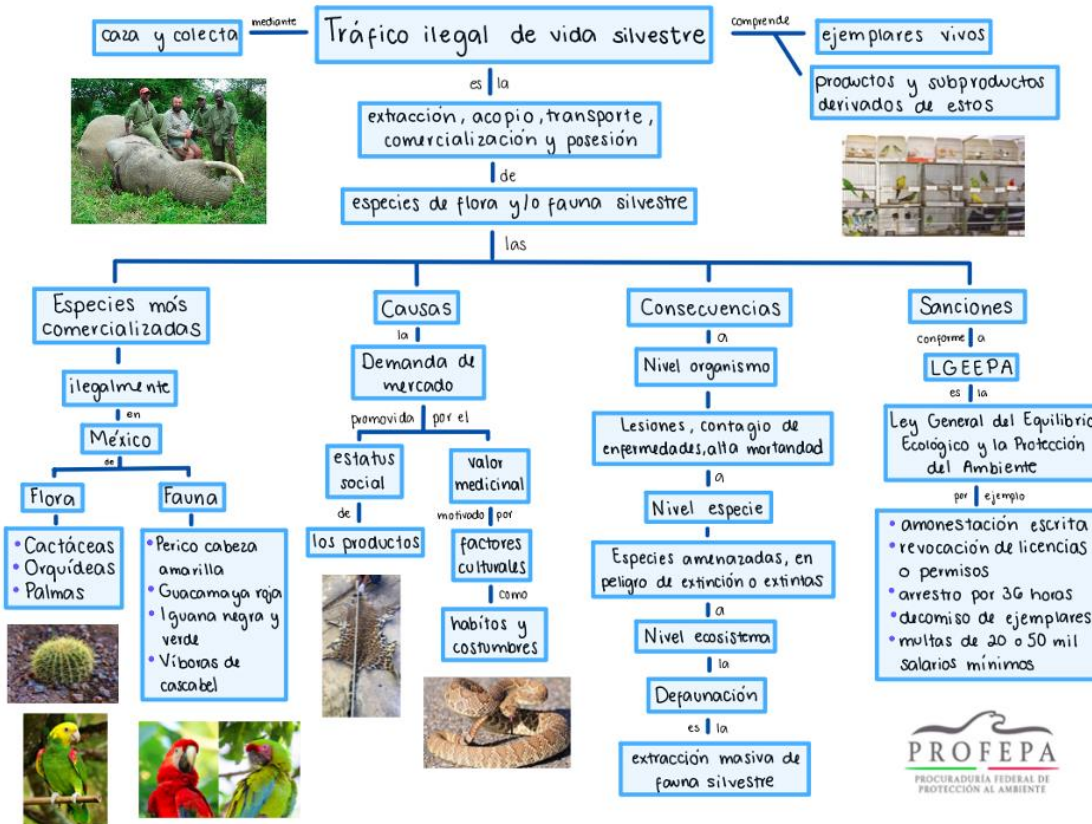 caza y colecta
mediante
Tráfico ilegal de vida silvestre
comprende
ejemplares vivos
productos y subproductos
derivados de estos
es la
extracción, acopio, transporte,
comercialización y posesión
de
especies de flora y/o fauna silvestre
las
Especies más
comercializadas
ilegalmente
en
México
de
Flora
• Cactáceas
• Orquídeas
• Palmas
Fauna
• Perico cabeza
amarilla
• Guacamaya roja
• Iguana negra y
verde
• Víboras de
cascabel
Causas
la
Demanda de
mercado
promovida por el
estatus
social
de
los productos
valor
medicinal
motivado por
factores
culturales
como
habítos y
costumbres
Consecuencias
a
Nivel organismo
Lesiones, contagio de
enfermedades, alta mortandad
a
Nivel especie
Especies amenazadas, en
peligro de extinción o extintas
a
Nivel ecosistema
la
Defaunación
es la
extracción masiva de
fauna silvestre
Sanciones
conforme a
LGEEPA
es la
Ley General del Equilibrio
Ecológico y la Protección
del Ambiente
por ejemplo
• amonestación escrita
• revocación de licencias
o permisos
• arrestro por 36 horas
• decomiso de ejemplares
• multas de 20 o 50 mil
salarios mínimos
PROFEPA
PROCURADURÍA FEDERAL DE
PROTECCIÓN AL AMBIENTE